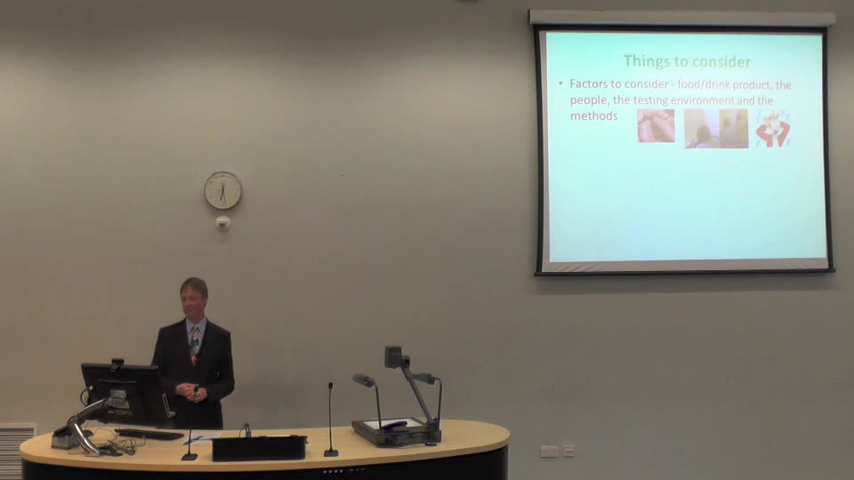 Things to consider
• Factors to consider - food/drink product, the
people, the testing environment and the
methods